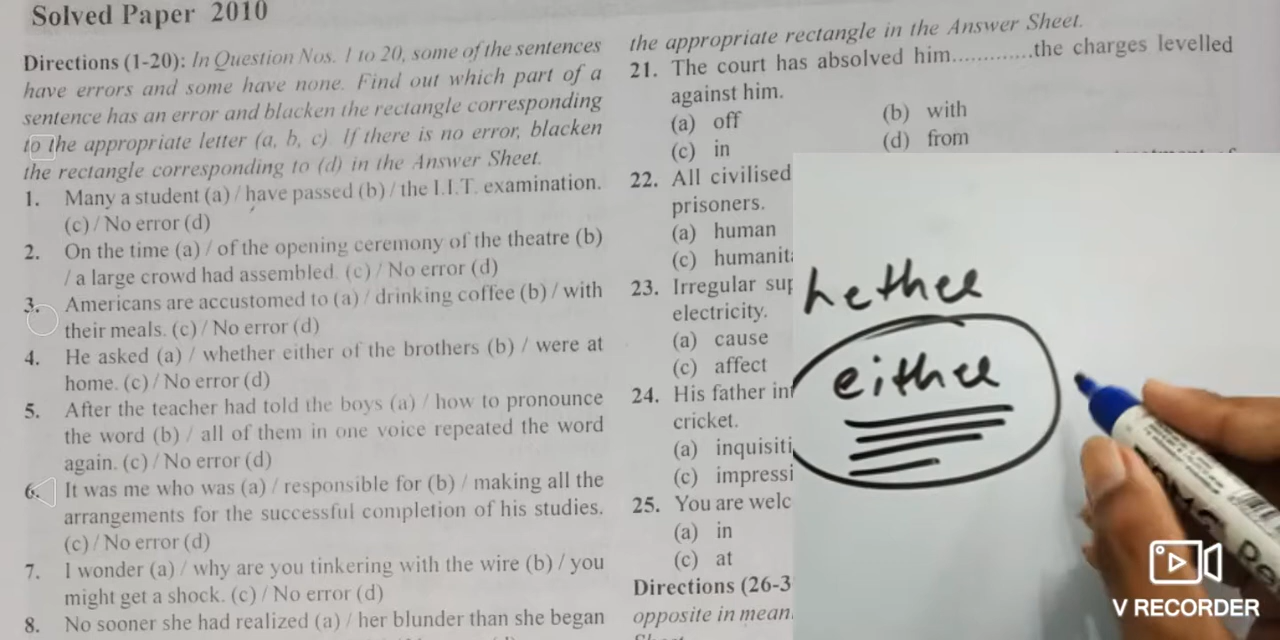 Solved Paper 2010
Directions (1-20): In Question Nos. 1 to 20, some of the sentences
have errors and some have none. Find out which part of a
sentence has an error and blacken the rectangle corresponding
to the appropriate letter (a, b, c). If there is no error, blacken
the rectangle corresponding to (d) in the Answer Sheet.
1. Many a student (a) / have passed (b) / the I.I.T. examination.
(c) / No error (d)
2. On the time (a) / of the opening ceremony of the theatre (b)
/ a large crowd had assembled. (c) / No error (d)
3. Americans are accustomed to (a) / drinking coffee (b) / with
their meals. (c) / No error (d)
4. He asked (a) / whether either of the brothers (b) / were at
home. (c) / No error (d)
5. After the teacher had told the boys (a) / how to pronounce
the word (b) / all of them in one voice repeated the word
again. (c) / No error (d)
6. It was me who was (a) / responsible for (b) / making all the
arrangements for the successful completion of his studies.
(c) / No error (d)
7. I wonder (a) / why are you tinkering with the wire (b) / you
might get a shock. (c) / No error (d)
8. No sooner she had realized (a) / her blunder than she began
the appropriate rectangle in the Answer Sheet.
21. The court has absolved him.............the charges levelled
against him.
(a) off (b) with
(c) in (d) from
22. All civilised
prisoners.
(a) human
(c) humanit
23. Irregular sup
electricity.
(a) cause
(c) affect
24. His father in
cricket.
(a) inquisiti
(c) impressi
25. You are welc
(a) in
(c) at
Directions (26-3
opposite in mean
hether
either
V RECORDER